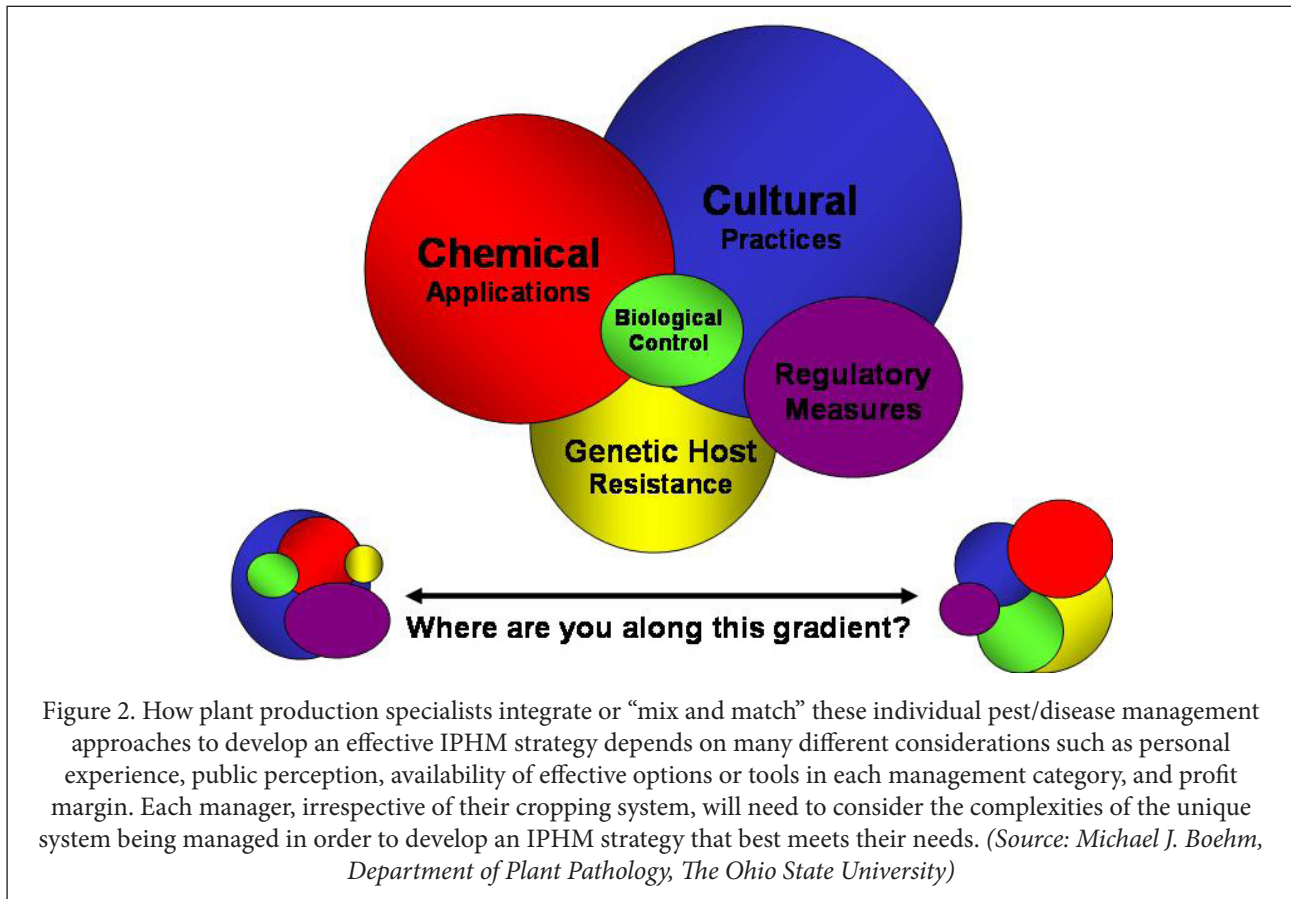 Cultural
Practices
Chemical
Applications
Biological
Control
Regulatory
Measures
Genetic Host
Resistance
Where are you along this gradient?
Figure 2. How plant production specialists integrate or “mix and match” these individual pest/disease management
approaches to develop an effective IPHM strategy depends on many different considerations such as personal
experience, public perception, availability of effective options or tools in each management category, and profit
margin. Each manager, irrespective of their cropping system, will need to consider the complexities of the unique
system being managed in order to develop an IPHM strategy that best meets their needs. (Source: Michael J. Boehm,
Department of Plant Pathology, The Ohio State University)